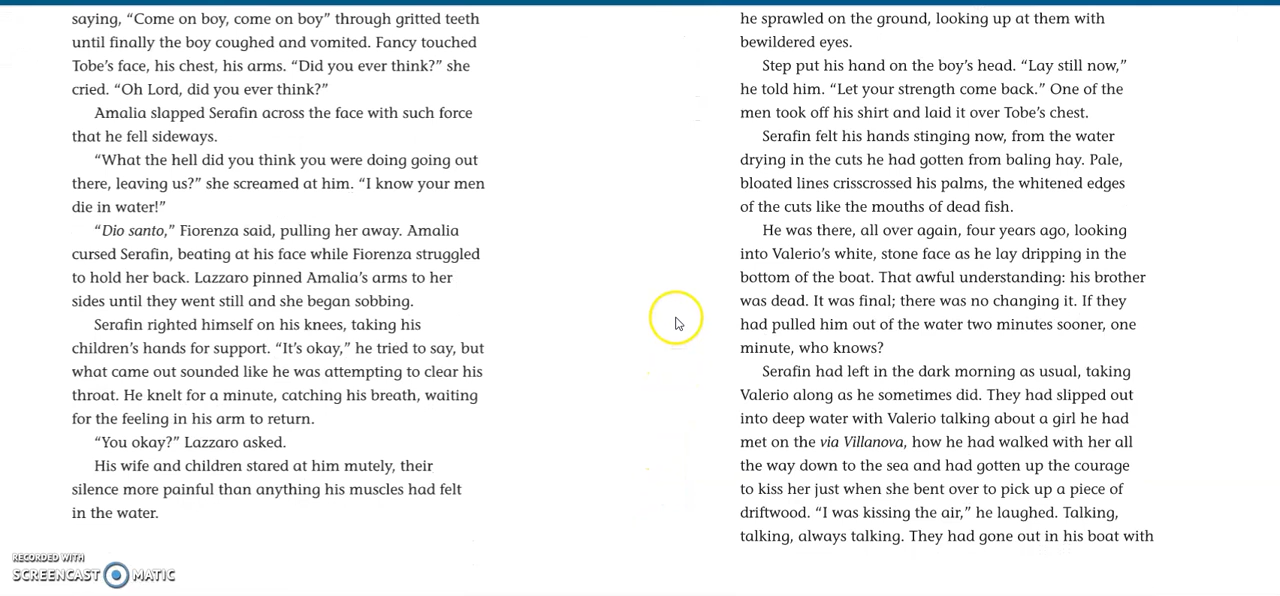 saying, “Come on boy, come on boy” through gritted teeth
until finally the boy coughed and vomited. Fancy touched
Tobe’s face, his chest, his arms. “Did you ever think?” she
cried. “Oh Lord, did you ever think?”
Amalia slapped Serafin across the face with such force
that he fell sideways.
“What the hell did you think you were doing going out
there, leaving us?” she screamed at him. “I know your men
die in water!”
“Dio santo,” Fiorenza said, pulling her away. Amalia
cursed Serafin, beating at his face while Fiorenza struggled
to hold her back. Lazzaro pinned Amalia’s arms to her
sides until they went still and she began sobbing.
Serafin righted himself on his knees, taking his
children’s hands for support. “It’s okay,” he tried to say, but
what came out sounded like he was attempting to clear his
throat. He knelt for a minute, catching his breath, waiting
for the feeling in his arm to return.
“You okay?” Lazzaro asked.
His wife and children stared at him mutely, their
silence more painful than anything his muscles had felt
in the water.
he sprawled on the ground, looking up at them with
bewildered eyes.
Step put his hand on the boy’s head. “Lay still now,”
he told him. “Let your strength come back.” One of the
men took off his shirt and laid it over Tobe’s chest.
Serafin felt his hands stinging now, from the water
drying in the cuts he had gotten from baling hay. Pale,
bloated lines crisscrossed his palms, the whitened edges
of the cuts like the mouths of dead fish.
He was there, all over again, four years ago, looking
into Valerio’s white, stone face as he lay dripping in the
bottom of the boat. That awful understanding: his brother
was dead. It was final; there was no changing it. If they
had pulled him out of the water two minutes sooner, one
minute, who knows?
Serafin had left in the dark morning as usual, taking
Valerio along as he sometimes did. They had slipped out
into deep water with Valerio talking about a girl he had
met on the via Villanova, how he had walked with her all
the way down to the sea and had gotten up the courage
to kiss her just when she bent over to pick up a piece of
driftwood. “I was kissing the air,” he laughed. Talking,
talking, always talking. They had gone out in his boat with
RECORDED WITH
SCREENCAST MATIC